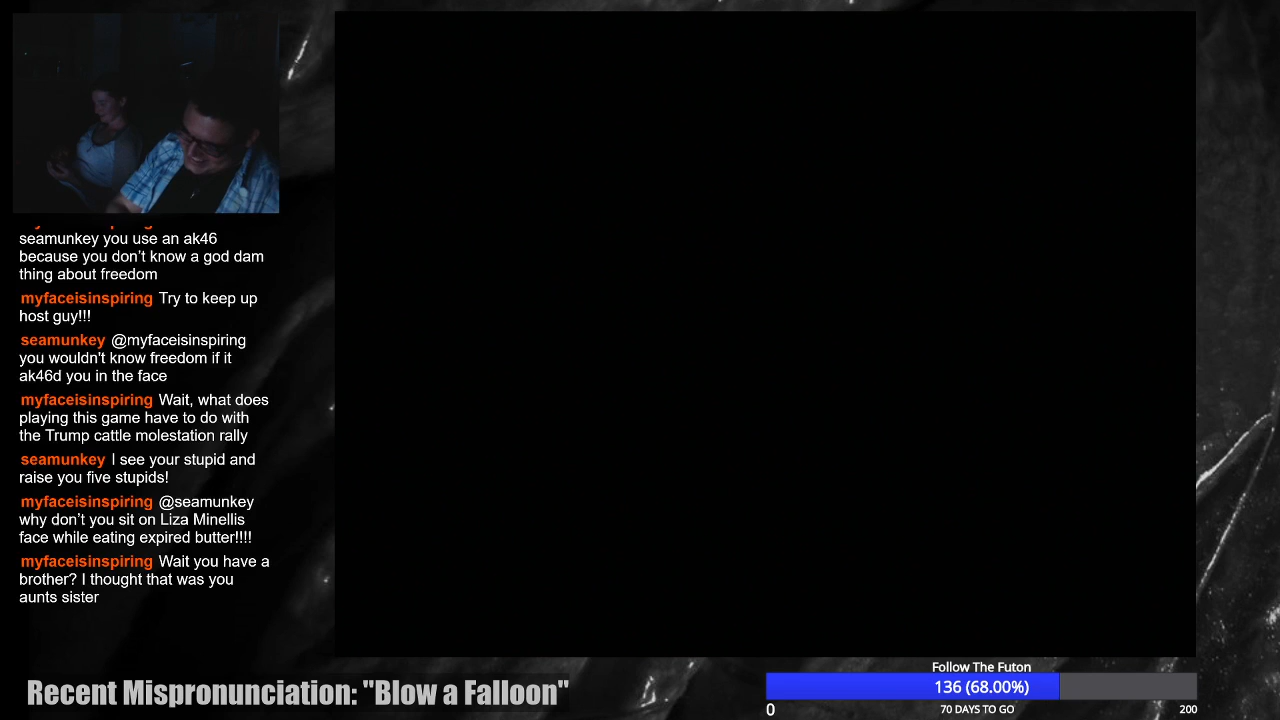 seamunkey you use an ak46
because you don't know a god dam
thing about freedom
myfaceisinspiring Try to keep up
host guy!!!
seamunkey @myfaceisinspiring
you wouldn't know freedom if it
ak46d you in the face
myfaceisinspiring Wait, what does
playing this game have to do with
the Trump cattle molestation rally
seamunkey I see your stupid and
raise you five stupids!
myfaceisinspiring @seamunkey
why don't you sit on Liza Minellis
face while eating expired butter!!!!
myfaceisinspiring Wait you have a
brother? I thought that was you
aunts sister
Recent Mispronunciation: "Blow a Falloon"
Follow The Futon
136 (68.00%)
0
70 DAYS TO GO
200